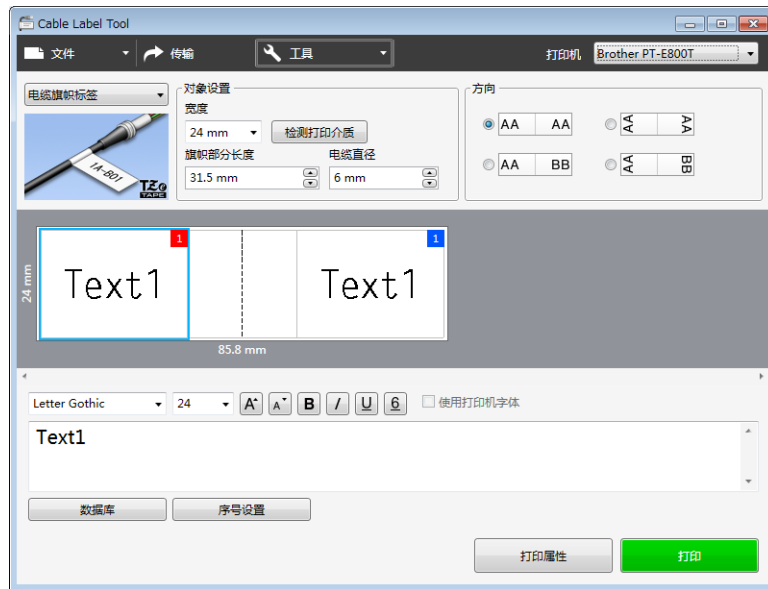 Cable Label Tool
文件 传输 工具 打印机 Brother PT-E800T
电缆旗帜标签
1A-B01
TZe
TAPE
对象设置
宽度
24 mm 检测打印介质
旗帜部分长度 电缆直径
31.5 mm 6 mm
方向
AA AA AA AA
AA BB AA BB
24 mm
Text1 1 Text1 1
85.8 mm
Letter Gothic 24 A A B I U 6 使用打印机字体
Text1
数据库 序号设置
打印属性 打印